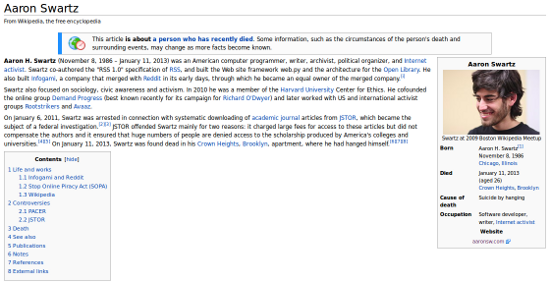 Aaron Swartz
From Wikipedia, the free encyclopedia
This article is about a person who has recently died. Some information, such as the circumstances of the person's death and
surrounding events, may change as more facts become known.
Aaron H. Swartz (November 8, 1986 – January 11, 2013) was an American computer programmer, writer, archivist, political organizer, and Internet
activist. Swartz co-authored the "RSS 1.0" specification of RSS, and built the Web site framework web.py and the architecture for the Open Library. He
also built Infogami, a company that merged with Reddit in its early days, through which he became an equal owner of the merged company.
Swartz also focused on sociology, civic awareness and activism. In 2010 he was a member of the Harvard University Center for Ethics. He cofounded
the online group Demand Progress (best known recently for its campaign for Richard O'Dwyer) and later worked with US and international activist
groups Rootstrikers and Avaaz.
On January 6, 2011, Swartz was arrested in connection with systematic downloading of academic journal articles from JSTOR, which became the
subject of a federal investigation.[2][3] JSTOR offended Swartz mainly for two reasons: it charged large fees for access to these articles but did not
compensate the authors and it ensured that huge numbers of people are denied access to the scholarship produced by America's colleges and
universities.[4][5] On January 11, 2013, Swartz was found dead in his Crown Heights, Brooklyn, apartment, where he had hanged himself.
Contents [hide]
1 Life and works
1.1 Infogami and Reddit
1.2 Stop Online Piracy Act (SOPA)
1.3 Wikipedia
2 Controversies
2.1 PACER
2.2 JSTOR
3 Death
4 See also
5 Publications
6 Notes
7 References
8 External links
Aaron Swartz
Swartz at 2009 Boston Wikipedia Meetup
Born Aaron H. Swartz
November 8, 1986
Chicago, Illinois
Died January 11, 2013
(aged 26)
Crown Heights, Brooklyn
Cause of death Suicide by hanging
Occupation Software developer,
writer, Internet activist
Website
aaronsw.com